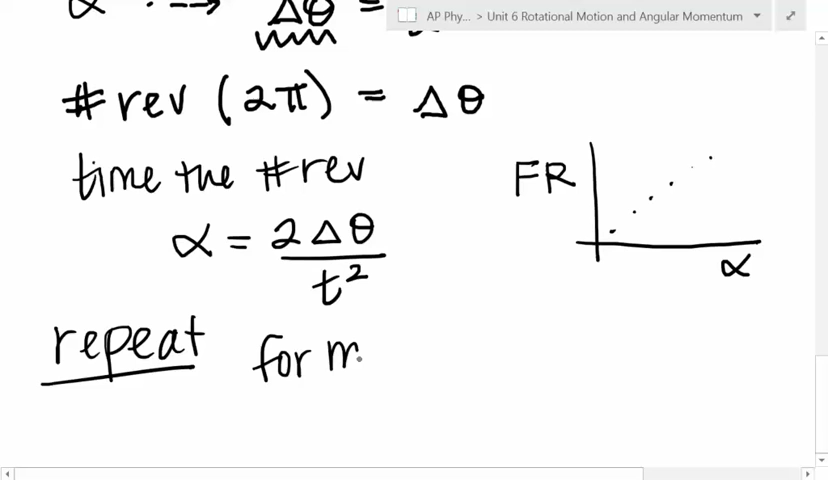 AP Phy... > Unit 6 Rotational Motion and Angular Momentum
Δθ =
#rev (2π) = Δθ
time the #rev
α = 2Δθ / t²
FR
α
repeat for m